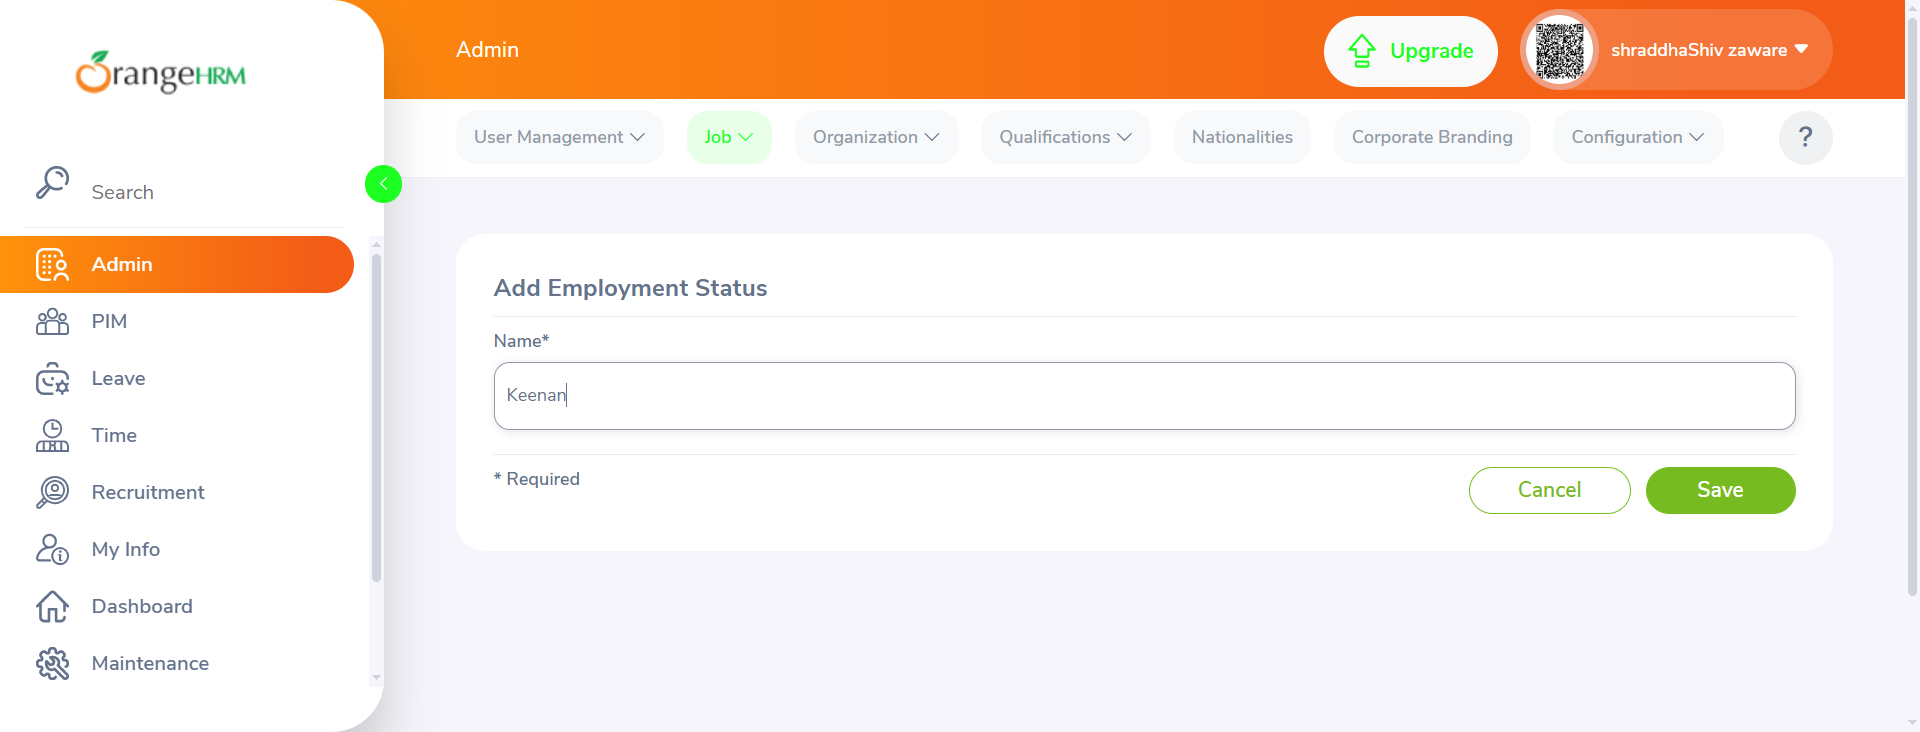 OrangeHRM
Admin
Upgrade
shraddhaShiv zaware
User Management
Job
Organization
Qualifications
Nationalities
Corporate Branding
Configuration
?
Search
Admin
PIM
Leave
Time
Recruitment
My Info
Dashboard
Maintenance
Add Employment Status
Name*
Keenan
* Required
Cancel
Save